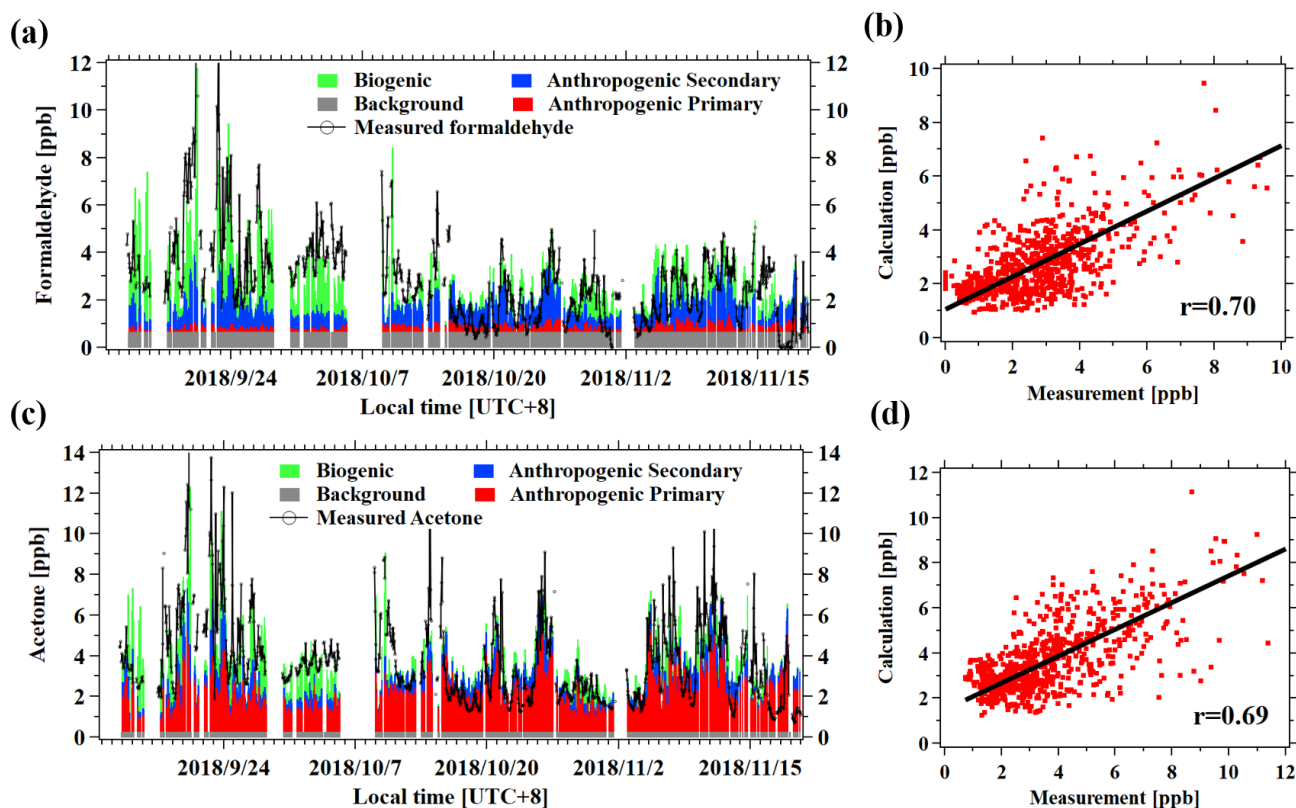 (a)
Formaldehyde [ppb]
12
10
8
6
4
2
0
Biogenic
Anthropogenic Secondary
Background
Anthropogenic Primary
Measured formaldehyde
12
10
8
6
4
2
0
2018/9/24 2018/10/7 2018/10/20 2018/11/2 2018/11/15
Local time [UTC+8]
(b)
Calculation [ppb]
10
8
6
4
2
0
r=0.70
0 2 4 6 8 10
Measurement [ppb]
(c)
Acetone [ppb]
14
12
10
8
6
4
2
0
Biogenic
Anthropogenic Secondary
Background
Anthropogenic Primary
Measured Acetone
14
12
10
8
6
4
2
0
2018/9/24 2018/10/7 2018/10/20 2018/11/2 2018/11/15
Local time [UTC+8]
(d)
Calculation [ppb]
12
10
8
6
4
2
0
r=0.69
0 2 4 6 8 10 12
Measurement [ppb]